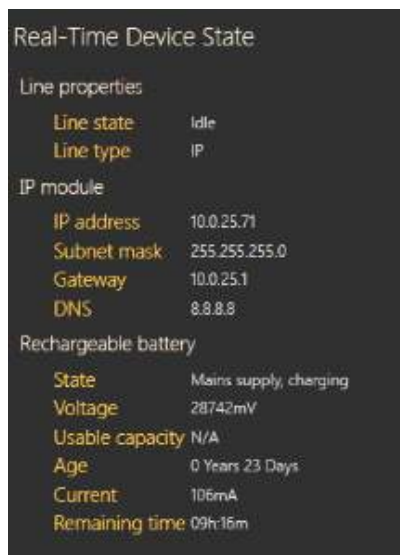 Real-Time Device State
Line properties
Line state Idle
Line type IP
IP module
IP address 10.0.25.71
Subnet mask 255.255.255.0
Gateway 10.0.25.1
DNS 8.8.8.8
Rechargeable battery
State Mains supply, charging
Voltage 28742mV
Usable capacity N/A
Age 0 Years 23 Days
Current 106mA
Remaining time 09h:16m